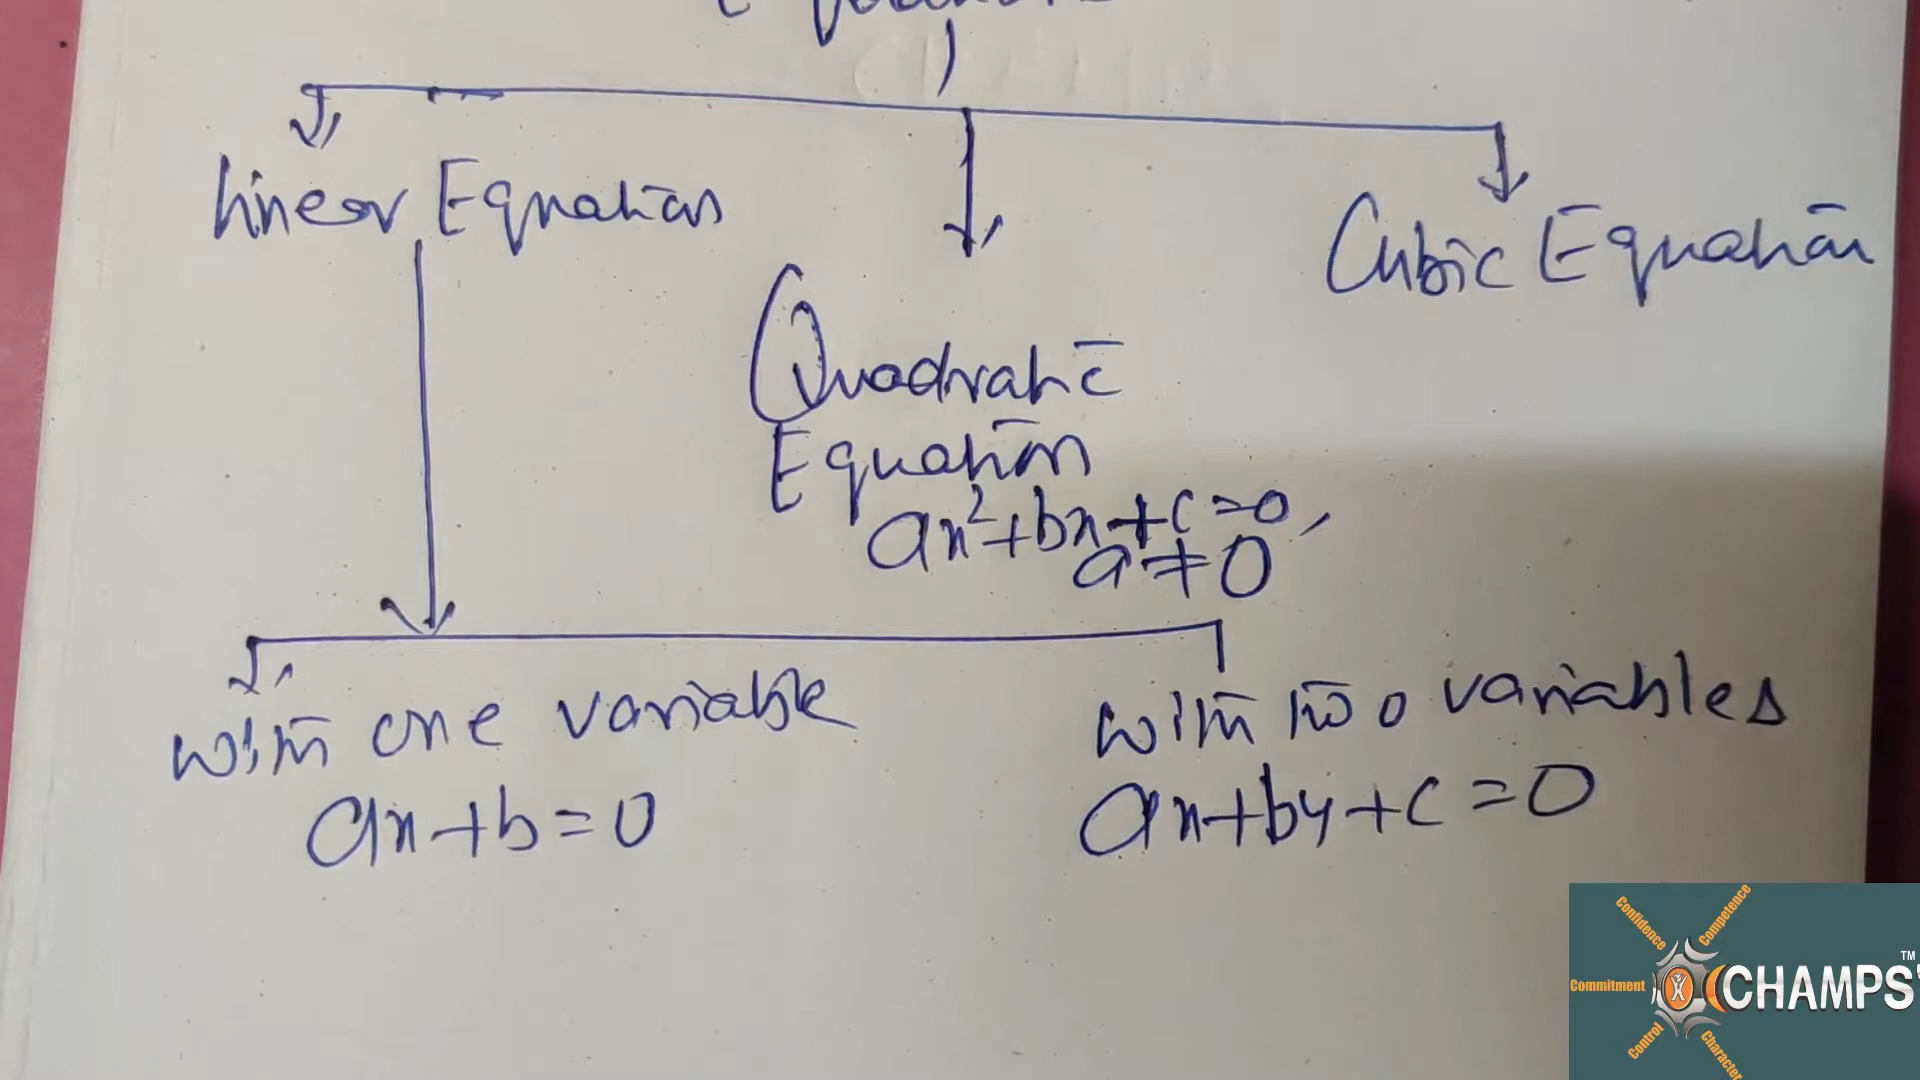 Linear Equation
Cubic Equation
Quadratic
Equation
ax²+bx+c=0,
a≠0
with one variable
with two variables
ax+b=0
ax+by+c=0
Confidence
Competence
Commitment
CHAMPS
TM
Control
Character